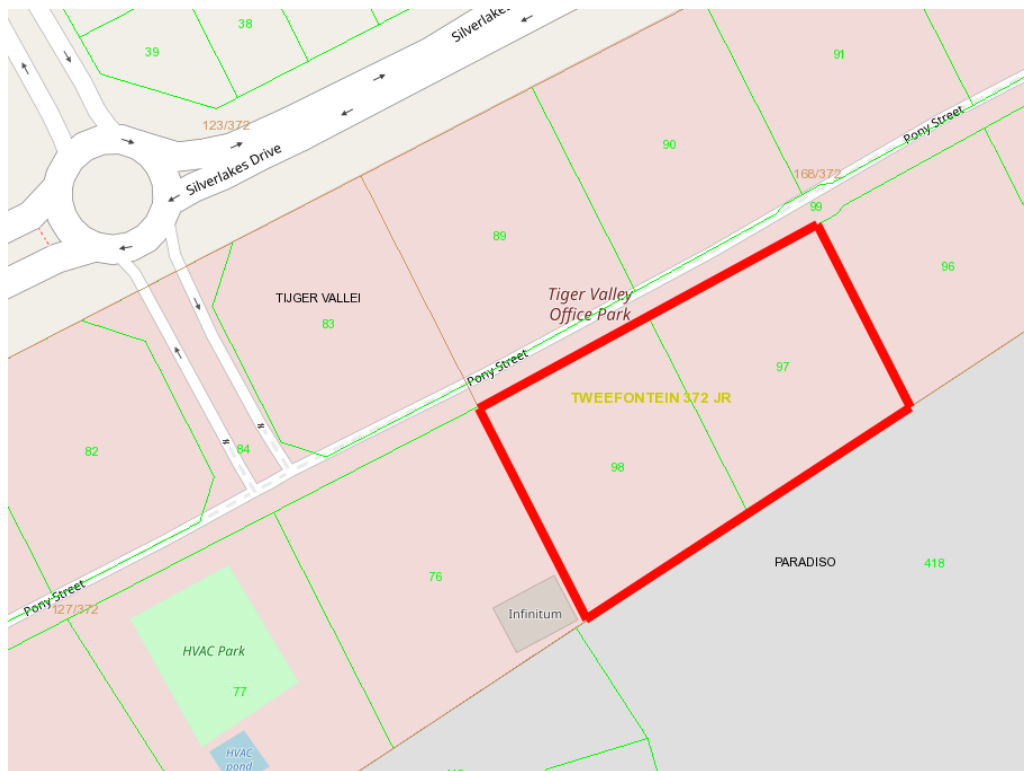 38
Silverlakes
39
91
123/372
Pony Street
90
Silverlakes Drive
168/372
99
89
96
TIJGER VALLEI
Tiger Valley
Office Park
83
Pony Street
97
TWEEFONTEIN 372 JR
82
84
98
PARADISO
418
76
Pony Street
127/372
Infinitum
HVAC Park
77
HVAC
pond